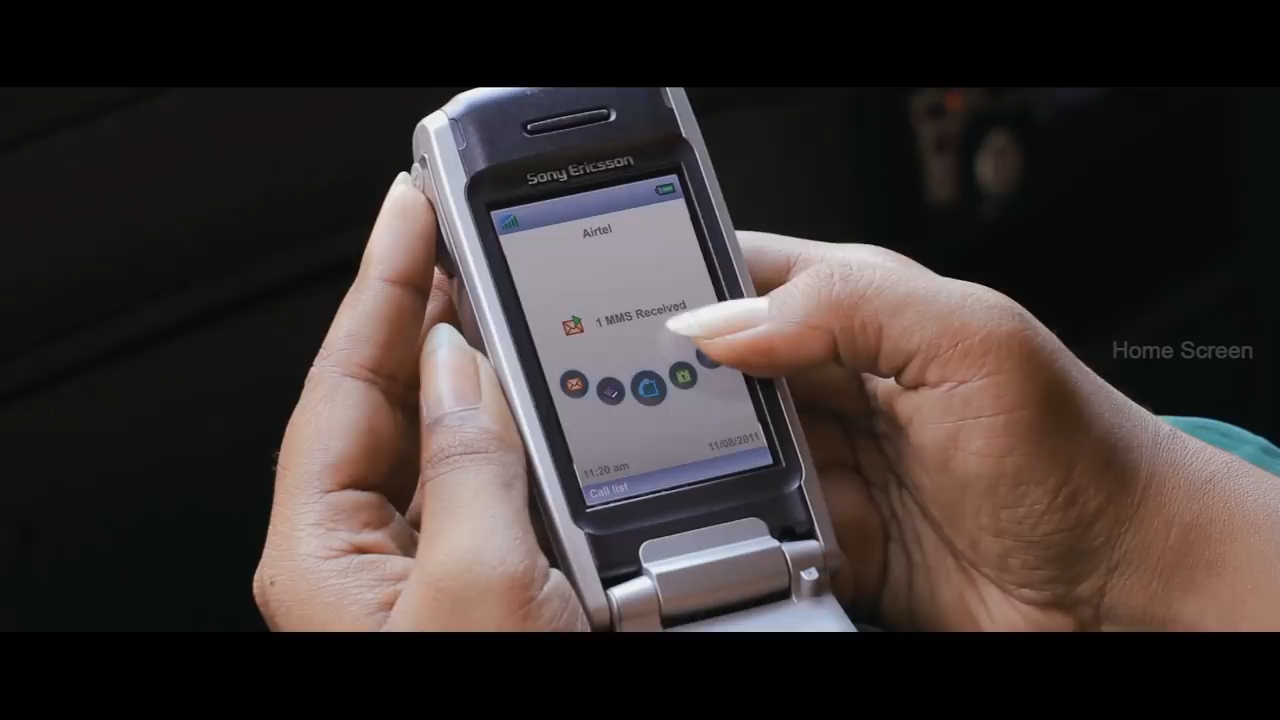 Sony Ericsson
Airtel
1 MMS Received
Home Screen
11:20 am
11/08/2011
Call list